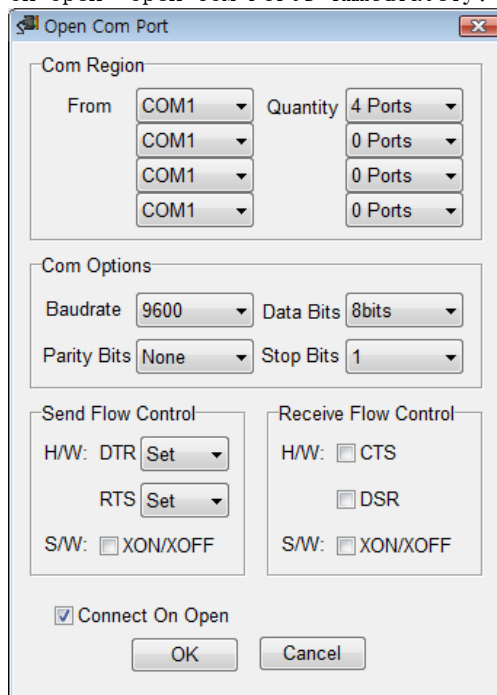 Open Com Port
Com Region
From COM1 Quantity 4 Ports
COM1 0 Ports
COM1 0 Ports
COM1 0 Ports
Com Options
Baudrate 9600 Data Bits 8bits
Parity Bits None Stop Bits 1
Send Flow Control Receive Flow Control
H/W: DTR Set H/W: CTS
RTS Set DSR
S/W: XON/XOFF S/W: XON/XOFF
Connect On Open
OK Cancel